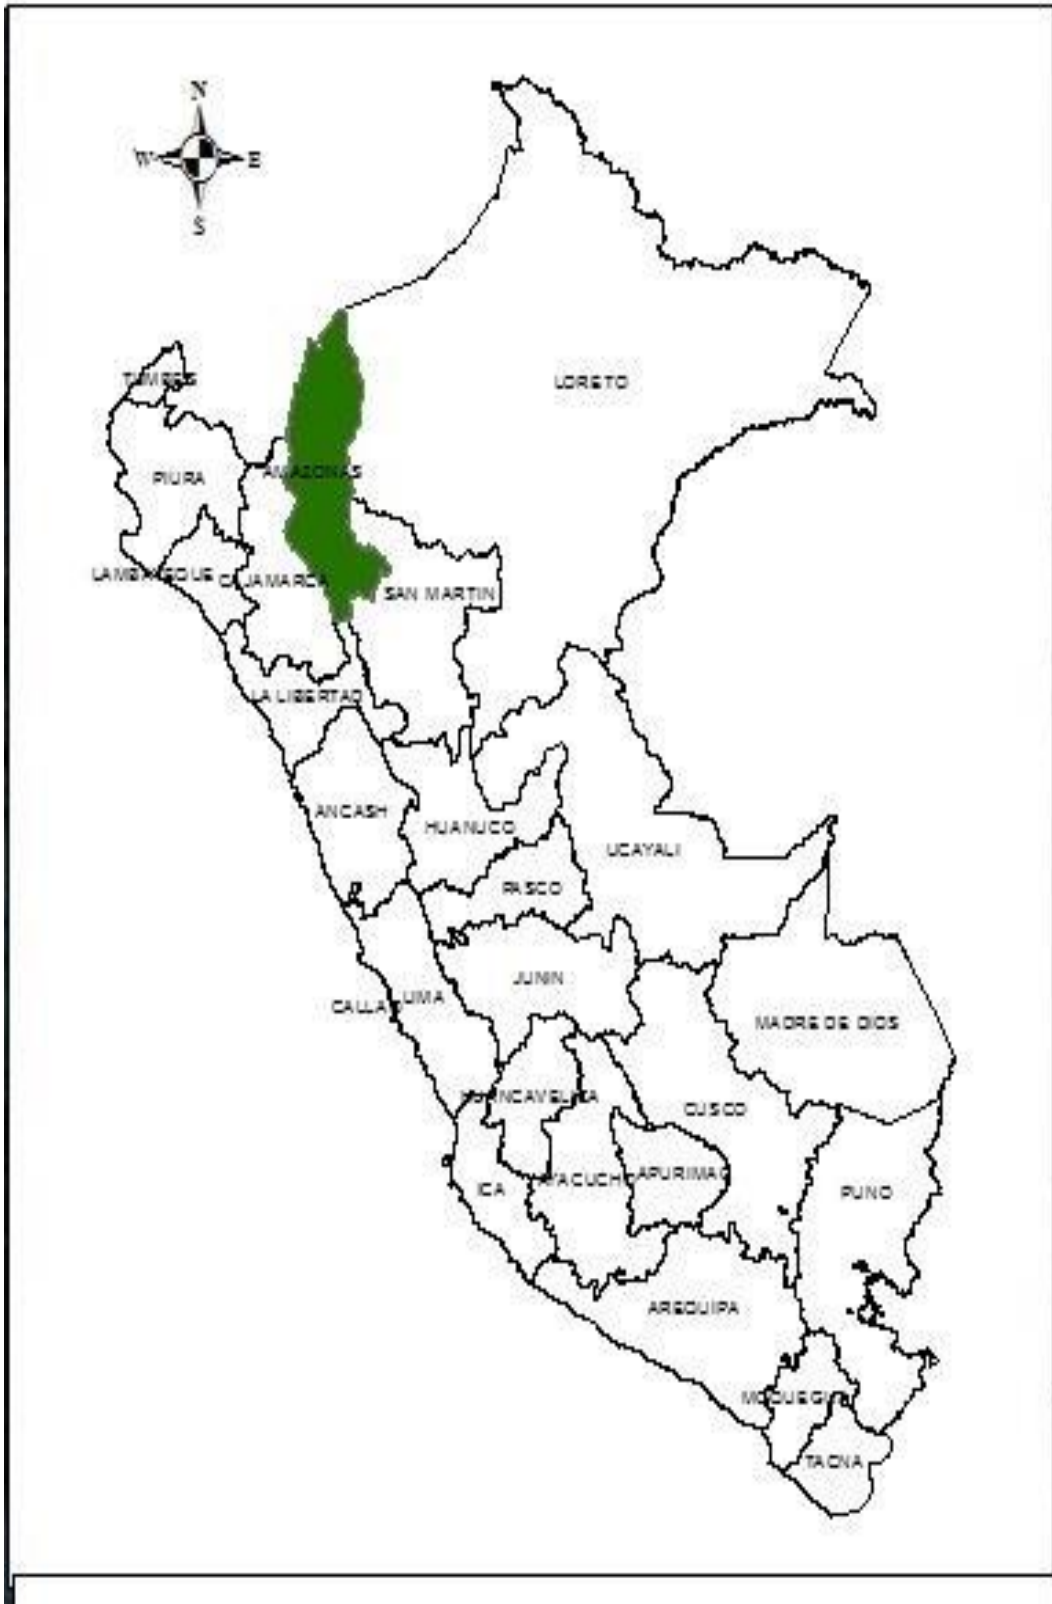 N
W E
S
LORETO
TUMBES
AMAZONAS
PIURA
LAMBAYEQUE
CAJAMARCA
SAN MARTIN
LA LIBERTAD
ANCASH
HUANUCO
UCAYALI
PASCO
JUNIN
LIMA
CALLAO
MADRE DE DIOS
HUANCAVELICA
CUSCO
AYACUCHO
APURIMAC
ICA
PUNO
AREQUIPA
MOQUEGUA
TACNA